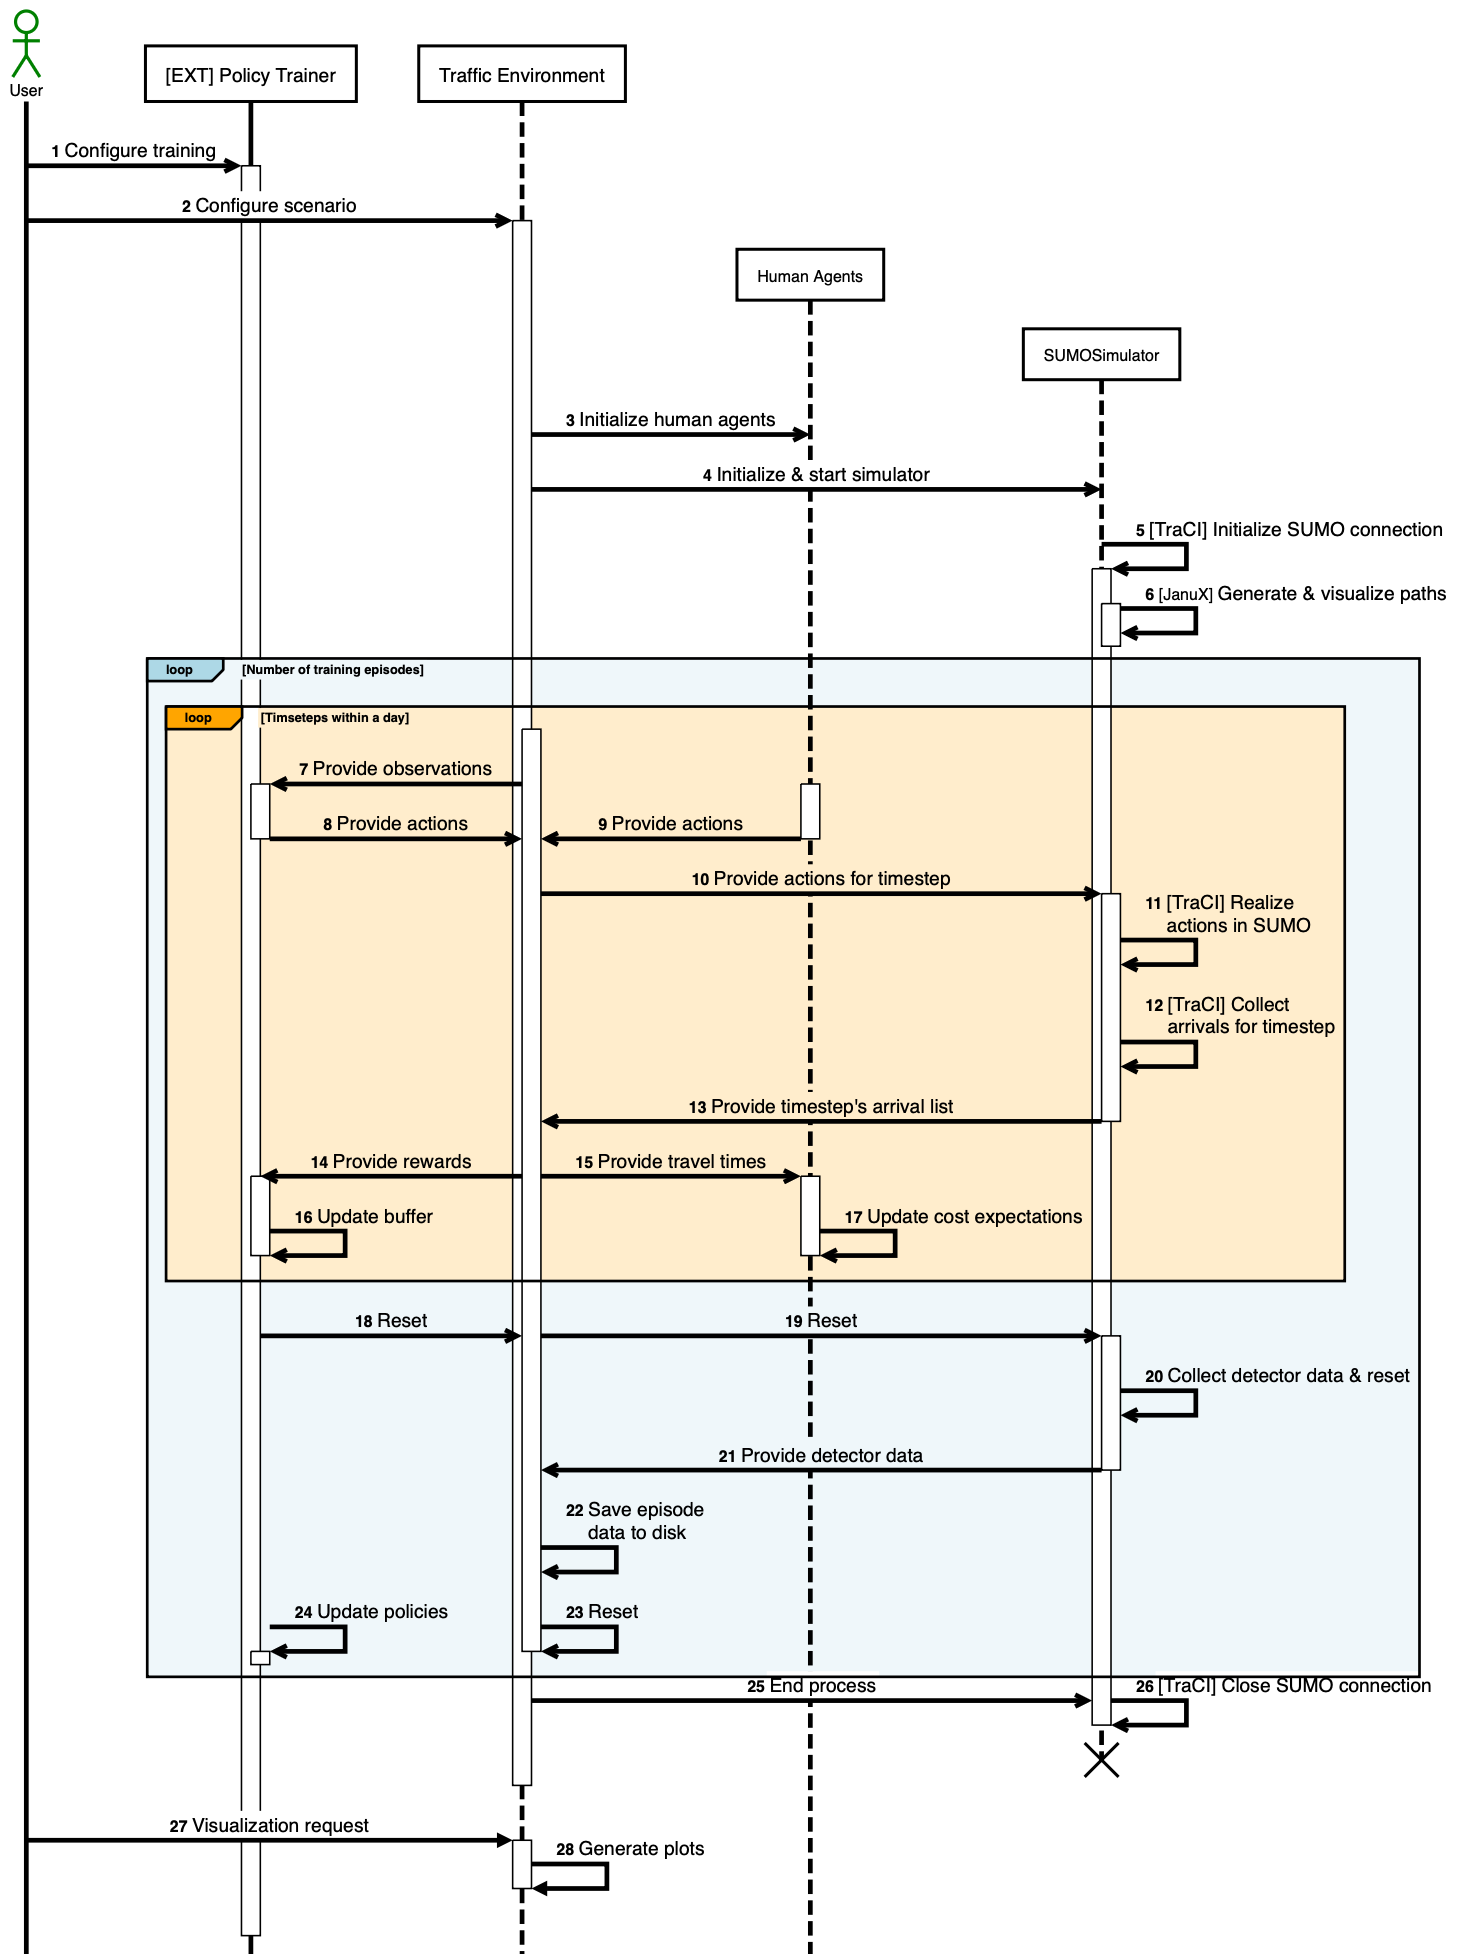 User
[EXT] Policy Trainer
Traffic Environment
1 Configure training
2 Configure scenario
Human Agents
SUMOSimulator
3 Initialize human agents
4 Initialize & start simulator
5 [TraCI] Initialize SUMO connection
6 [JanuX] Generate & visualize paths
loop [Number of training episodes]
loop [Timseteps within a day]
7 Provide observations
8 Provide actions
9 Provide actions
10 Provide actions for timestep
11 [TraCI] Realize
actions in SUMO
12 [TraCI] Collect
arrivals for timestep
13 Provide timestep's arrival list
14 Provide rewards
15 Provide travel times
16 Update buffer
17 Update cost expectations
18 Reset
19 Reset
20 Collect detector data & reset
21 Provide detector data
22 Save episode
data to disk
24 Update policies
23 Reset
25 End process
26 [TraCI] Close SUMO connection
27 Visualization request
28 Generate plots